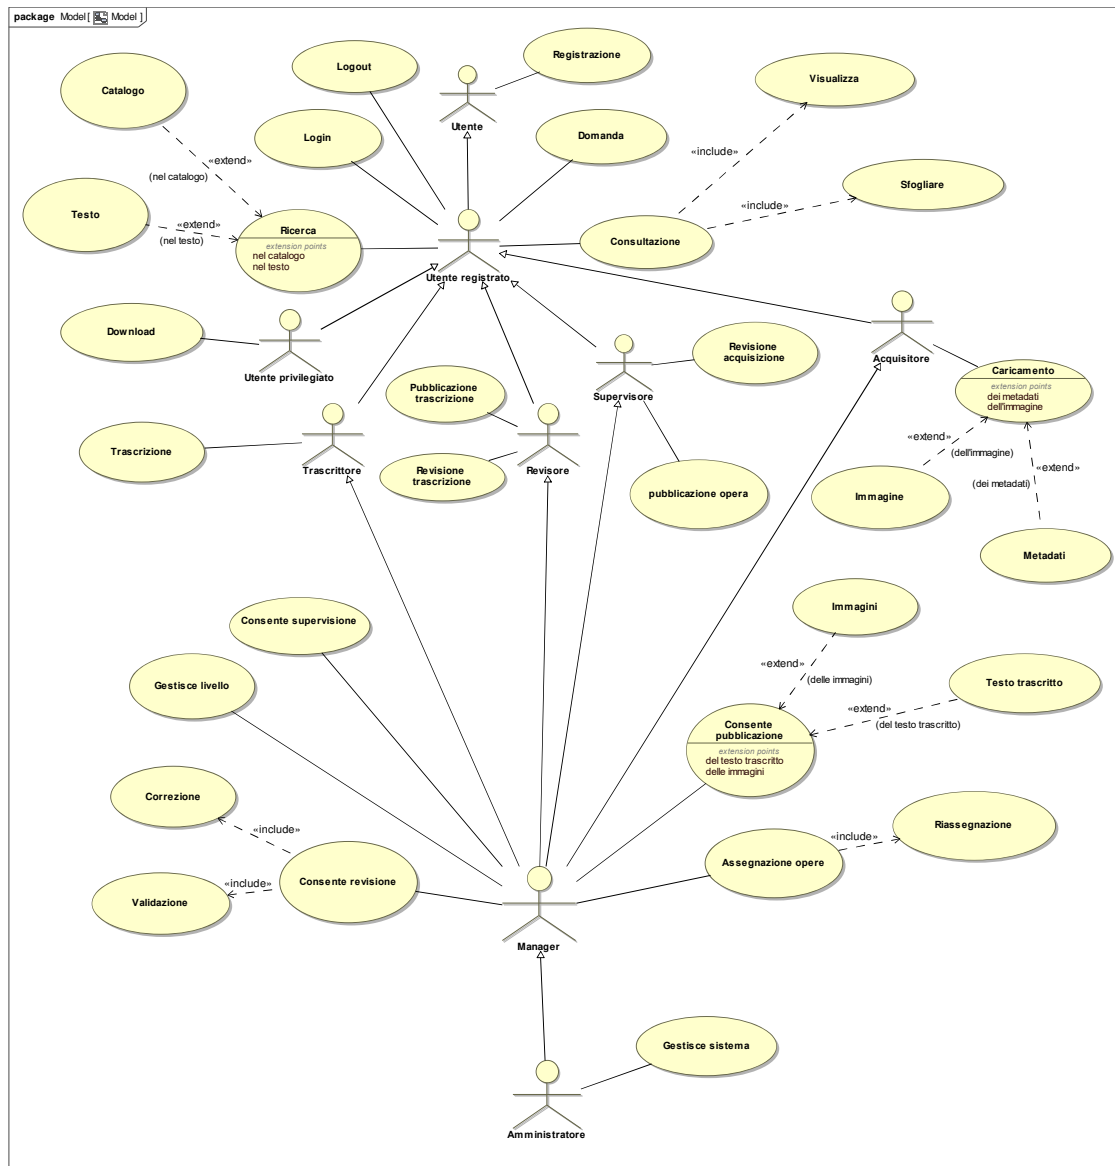 package Model [ Model ]
Registrazione
Logout
Visualizza
Catalogo
Utente
Login
Domanda
«extend»
(nel catalogo)
«include»
Sfogliare
Testo
«extend»
(nel testo)
«include»
Ricerca
extension points
nel catalogo
nel testo
Consultazione
Utente registrato
Download
Utente privilegiato
Revisione
acquisizione
Acquisitore
Supervisore
Caricamento
extension points
dei metadati
dell'immagine
Pubblicazione
trascrizione
Trascrizione
Trascrittore
Revisione
trascrizione
Revisore
«extend»
(dell'immagine)
«extend»
(dei metadati)
pubblicazione opera
Immagine
Metadati
Immagini
Consente supervisione
Gestisce livello
«extend»
(delle immagini)
Testo trascritto
«extend»
(del testo trascritto)
Consente
pubblicazione
extension points
del testo trascritto
delle immagini
Correzione
«include»
Riassegnazione
«include»
Assegnazione opere
Consente revisione
«include»
Validazione
Manager
Gestisce sistema
Amministratore